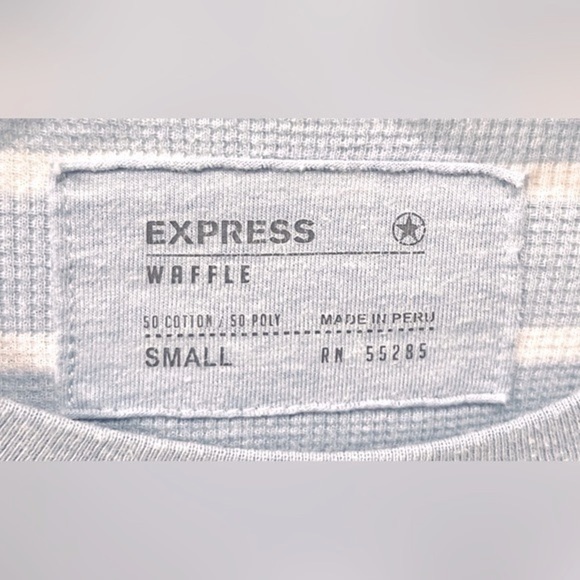 EXPRESS
WAFFLE
50 COTTON / 50 POLY MADE IN PERU
SMALL RN 55285